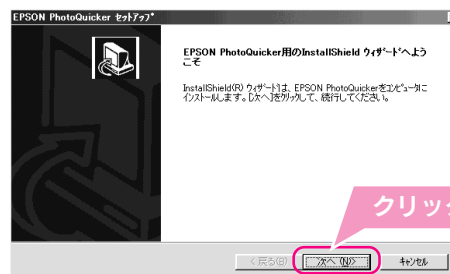 EPSON PhotoQuicker ｾｯﾄｱｯﾌﾟ
EPSON PhotoQuicker用のInstallShield ウィザードへよう
こそ
InstallShield(R) ウィザードは、EPSON PhotoQuickerをコンピュータに
インストールします。[次へ]をクリックして、続行してください。
クリック
< 戻る(B)
次へ (N)>
キャンセル